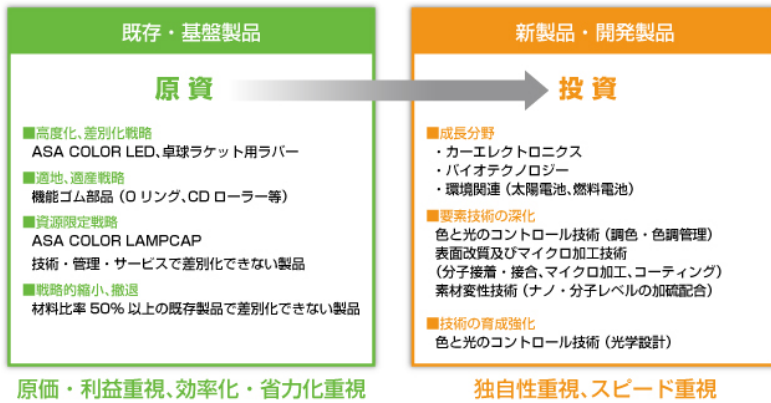 既存・基盤製品
原資
■高度化、差別化戦略
ASA COLOR LED、卓球ラケット用ラバー
■適地、適産戦略
機能ゴム部品（O リング、CD ローラー等）
■資源限定戦略
ASA COLOR LAMPCAP
技術・管理・サービスで差別化できない製品
■戦略的縮小、撤退
材料比率 50% 以上の既存製品で差別化できない製品
原価・利益重視、効率化・省力化重視
新製品・開発製品
投資
■成長分野
・カーエレクトロニクス
・バイオテクノロジー
・環境関連（太陽電池、燃料電池）
■要素技術の深化
色と光のコントロール技術（調色・色調管理）
表面改質及びマイクロ加工技術
（分子接着・接合、マイクロ加工、コーティング）
素材変性技術（ナノ・分子レベルの加硫配合）
■技術の育成強化
色と光のコントロール技術（光学設計）
独自性重視、スピード重視